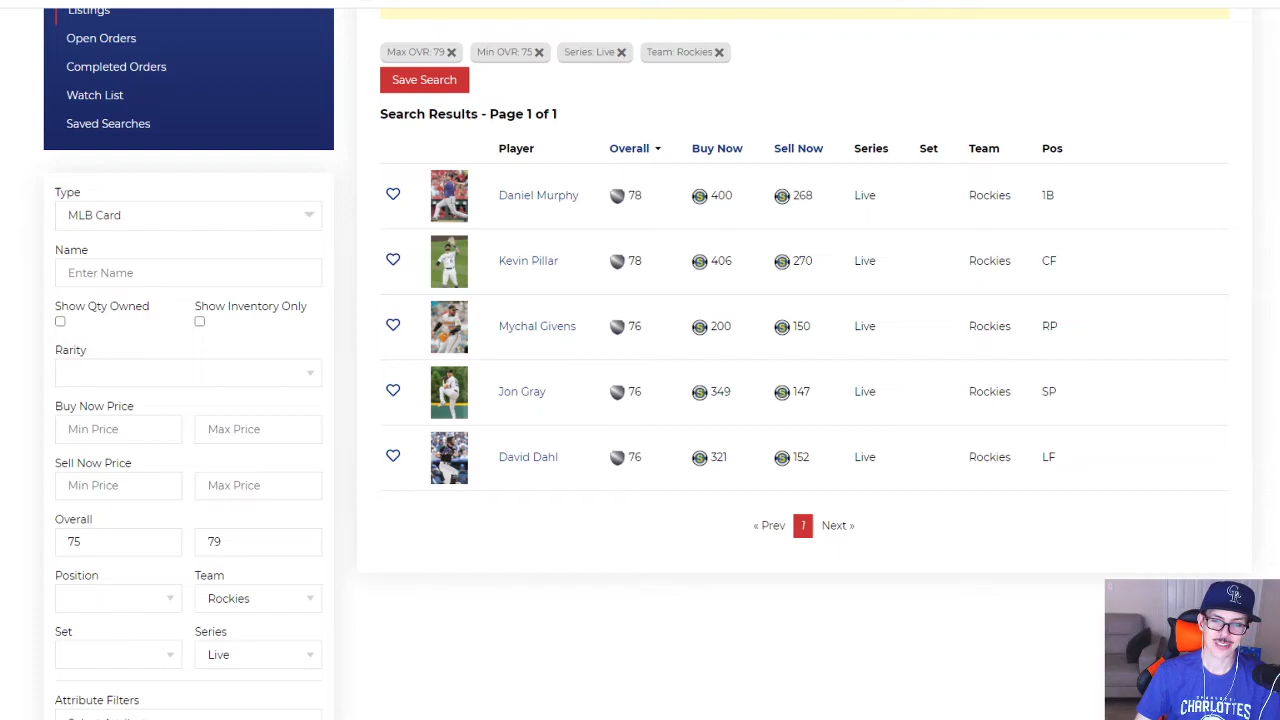 Listings
Open Orders
Completed Orders
Watch List
Saved Searches
Max OVR: 79 Min OVR: 75 Series: Live Team: Rockies
Save Search
Search Results - Page 1 of 1
Player Overall Buy Now Sell Now Series Set Team Pos
Daniel Murphy 78 400 268 Live Rockies 1B
Kevin Pillar 78 406 270 Live Rockies CF
Mychal Givens 76 200 150 Live Rockies RP
Jon Gray 76 349 147 Live Rockies SP
David Dahl 76 321 152 Live Rockies LF
« Prev 1 Next »
Type
MLB Card
Name
Enter Name
Show Qty Owned Show Inventory Only
Rarity
Buy Now Price
Min Price Max Price
Sell Now Price
Min Price Max Price
Overall
75 79
Position Team
Rockies
Set Series
Live
Attribute Filters
CR
CHARLOTTES